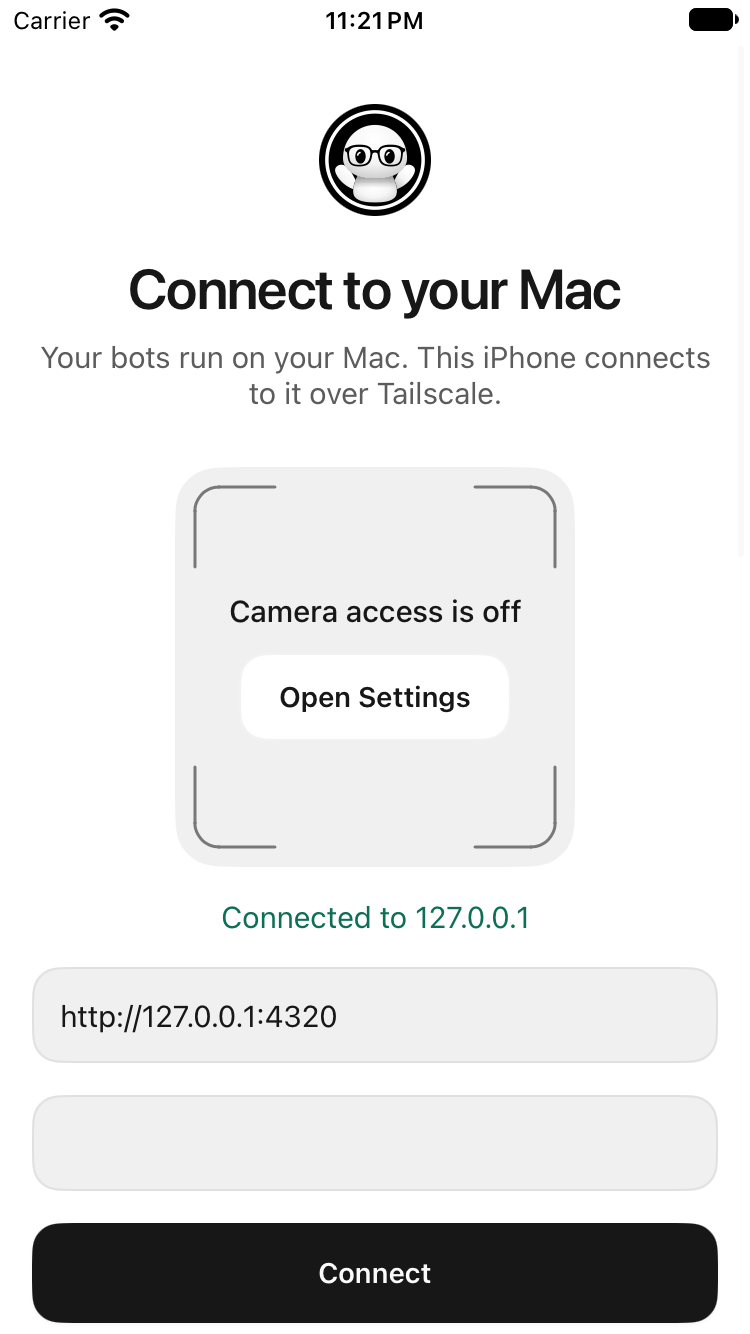 Carrier 11:21 PM
Connect to your Mac
Your bots run on your Mac. This iPhone connects
to it over Tailscale.
Camera access is off
Open Settings
Connected to 127.0.0.1
http://127.0.0.1:4320
Connect